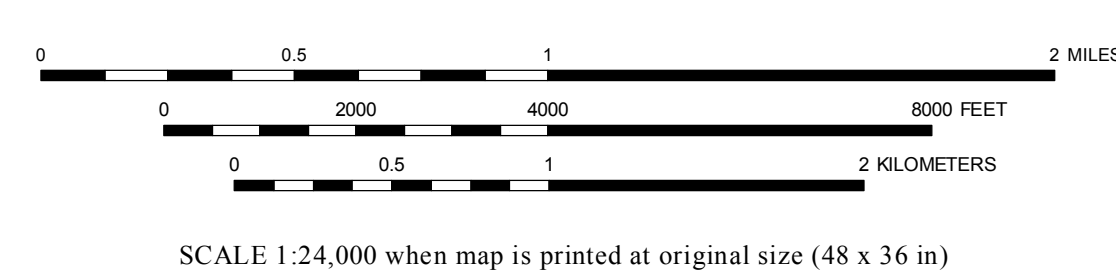 0 0.5 1 2 MILES
0 2000 4000 8000 FEET
0 0.5 1 2 KILOMETERS
SCALE 1:24,000 when map is printed at original size (48 x 36 in)